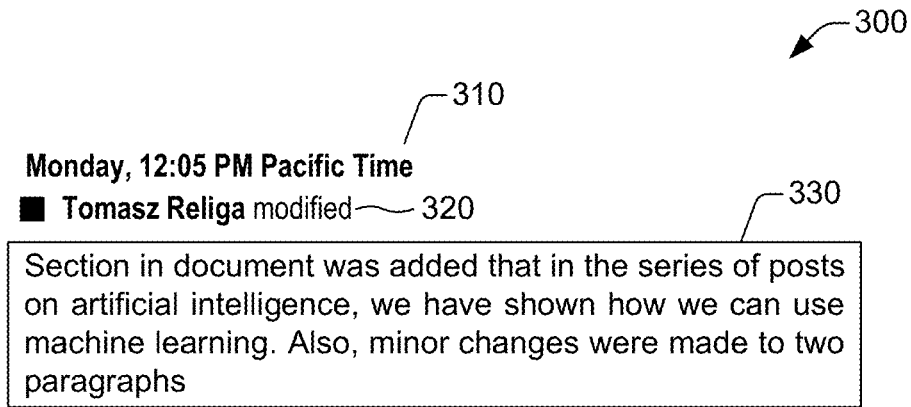 300
310
Monday, 12:05 PM Pacific Time
Tomasz Religa modified 320
330
Section in document was added that in the series of posts
on artificial intelligence, we have shown how we can use
machine learning. Also, minor changes were made to two
paragraphs